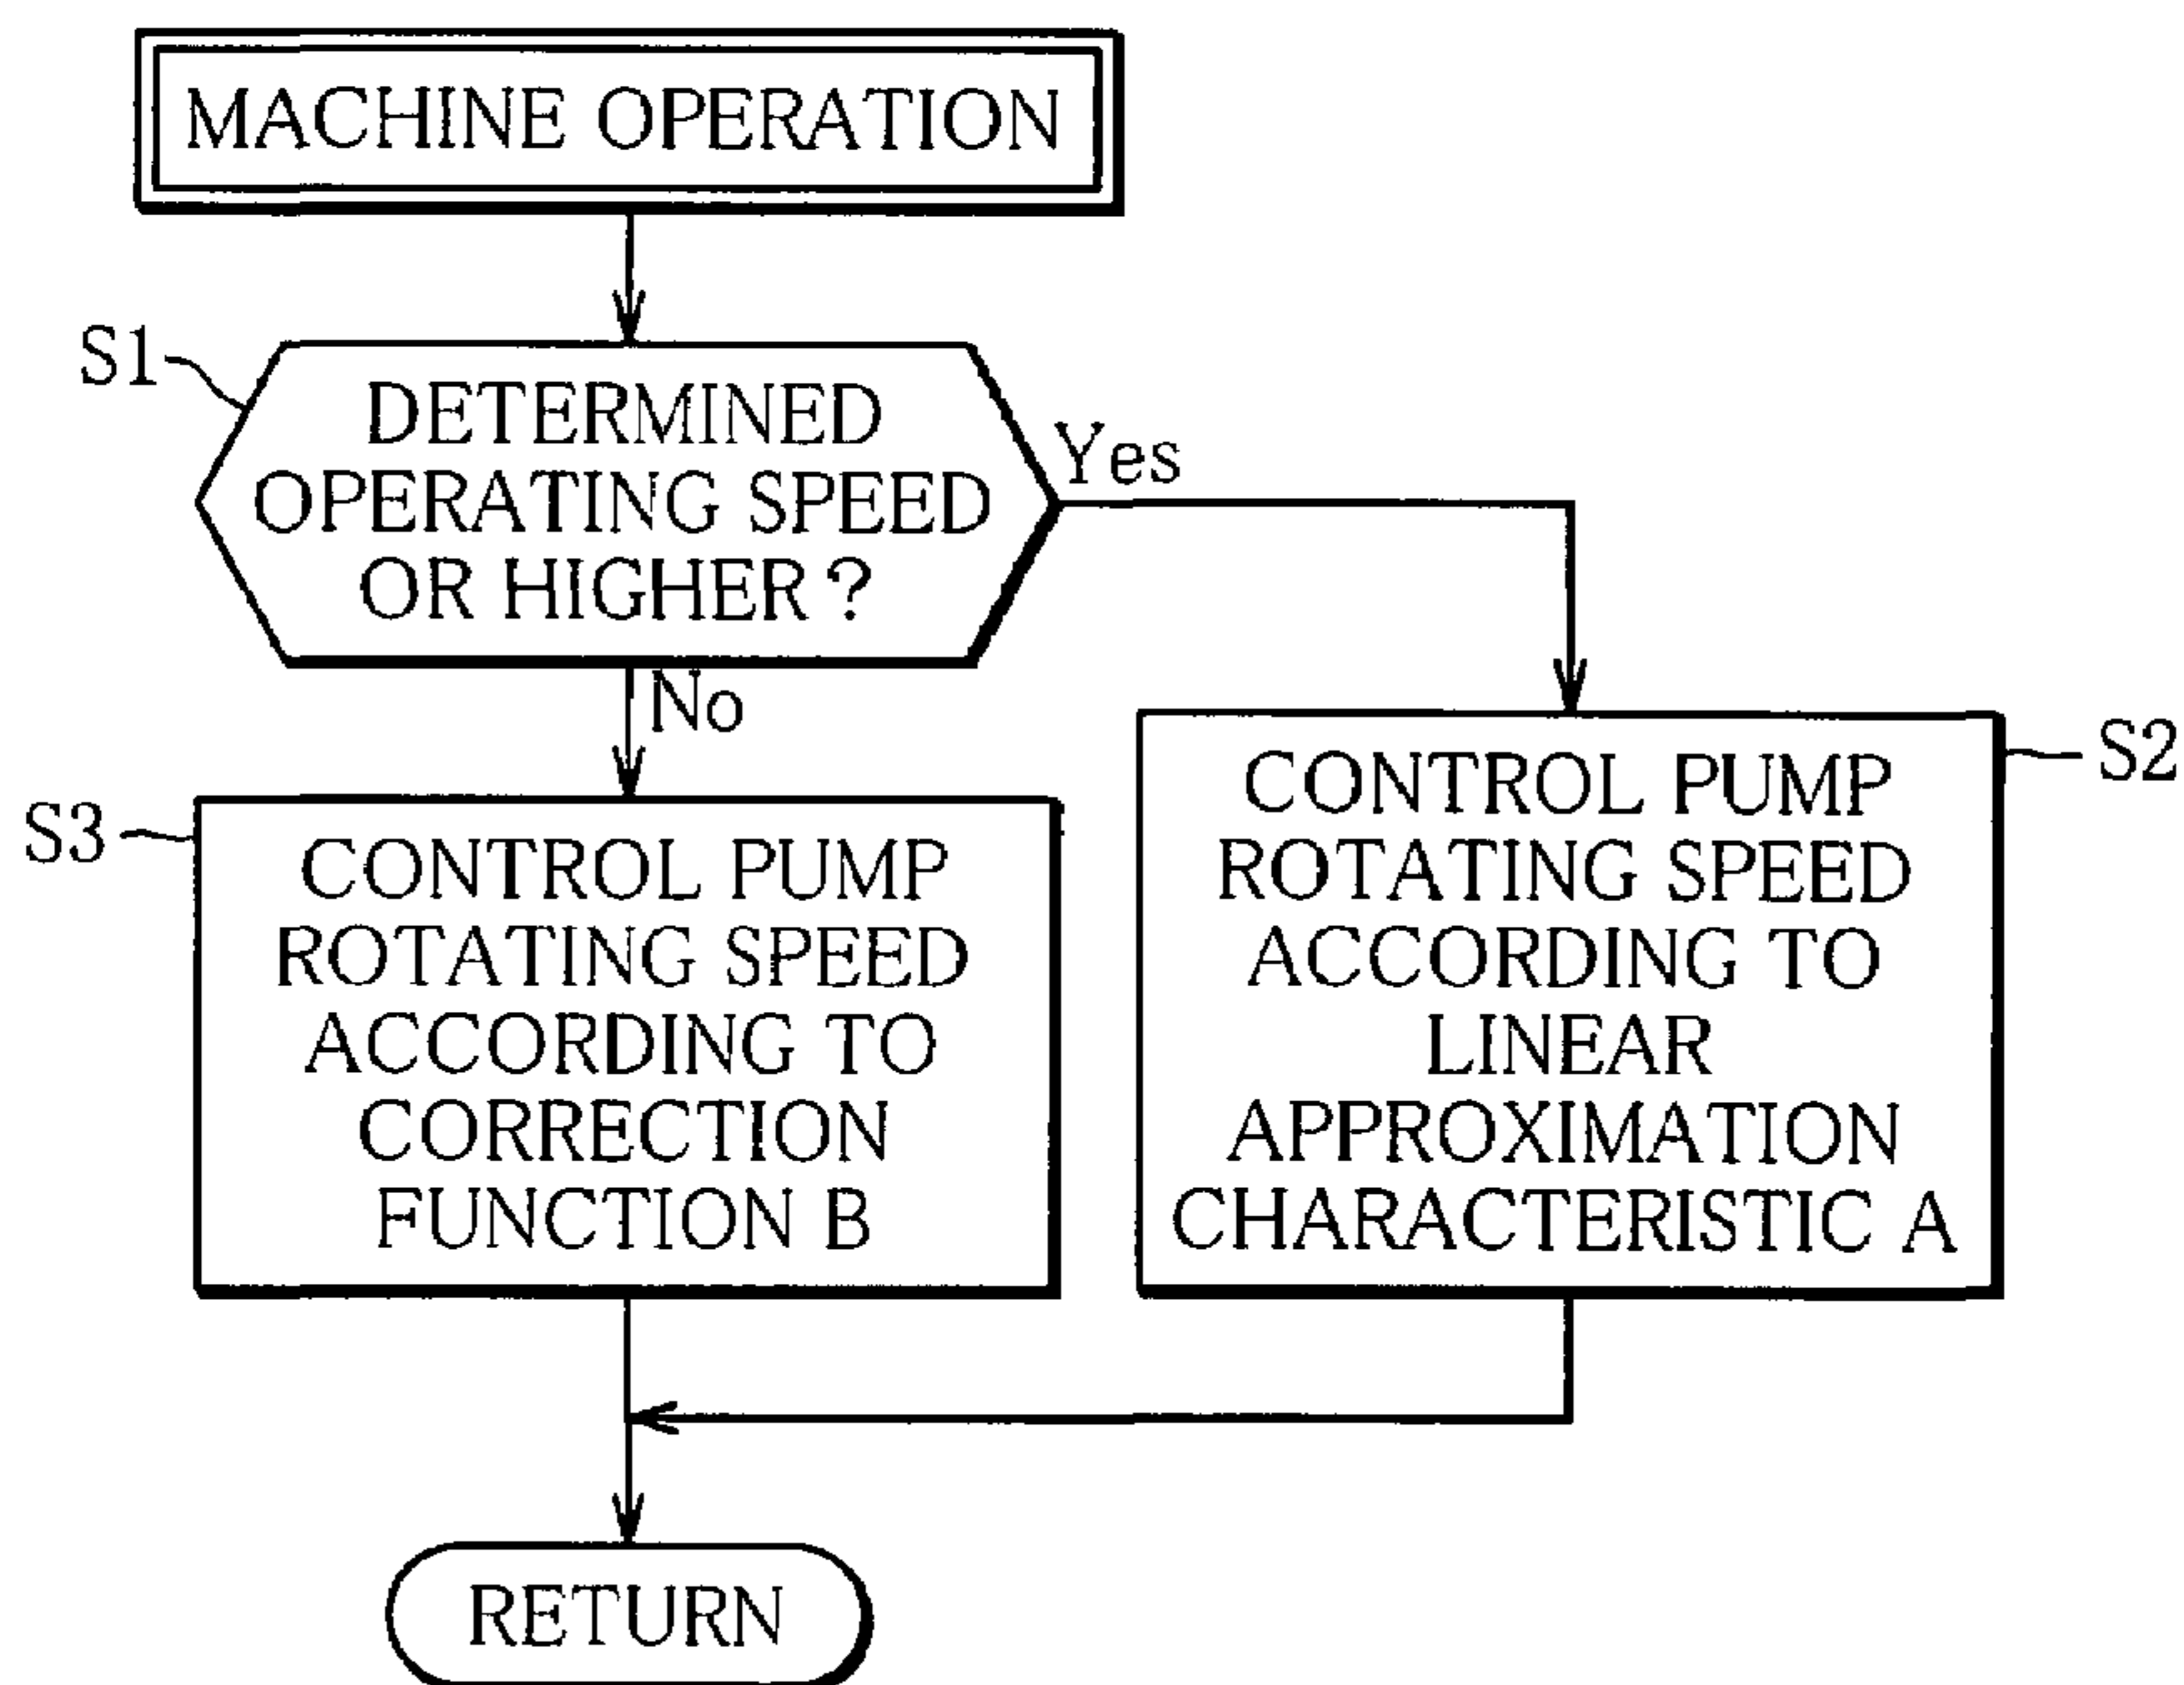 MACHINE OPERATION
S1
DETERMINED
OPERATING SPEED
OR HIGHER ?
Yes
No
S2
CONTROL PUMP
ROTATING SPEED
ACCORDING TO
LINEAR
APPROXIMATION
CHARACTERISTIC A
S3
CONTROL PUMP
ROTATING SPEED
ACCORDING TO
CORRECTION
FUNCTION B
RETURN